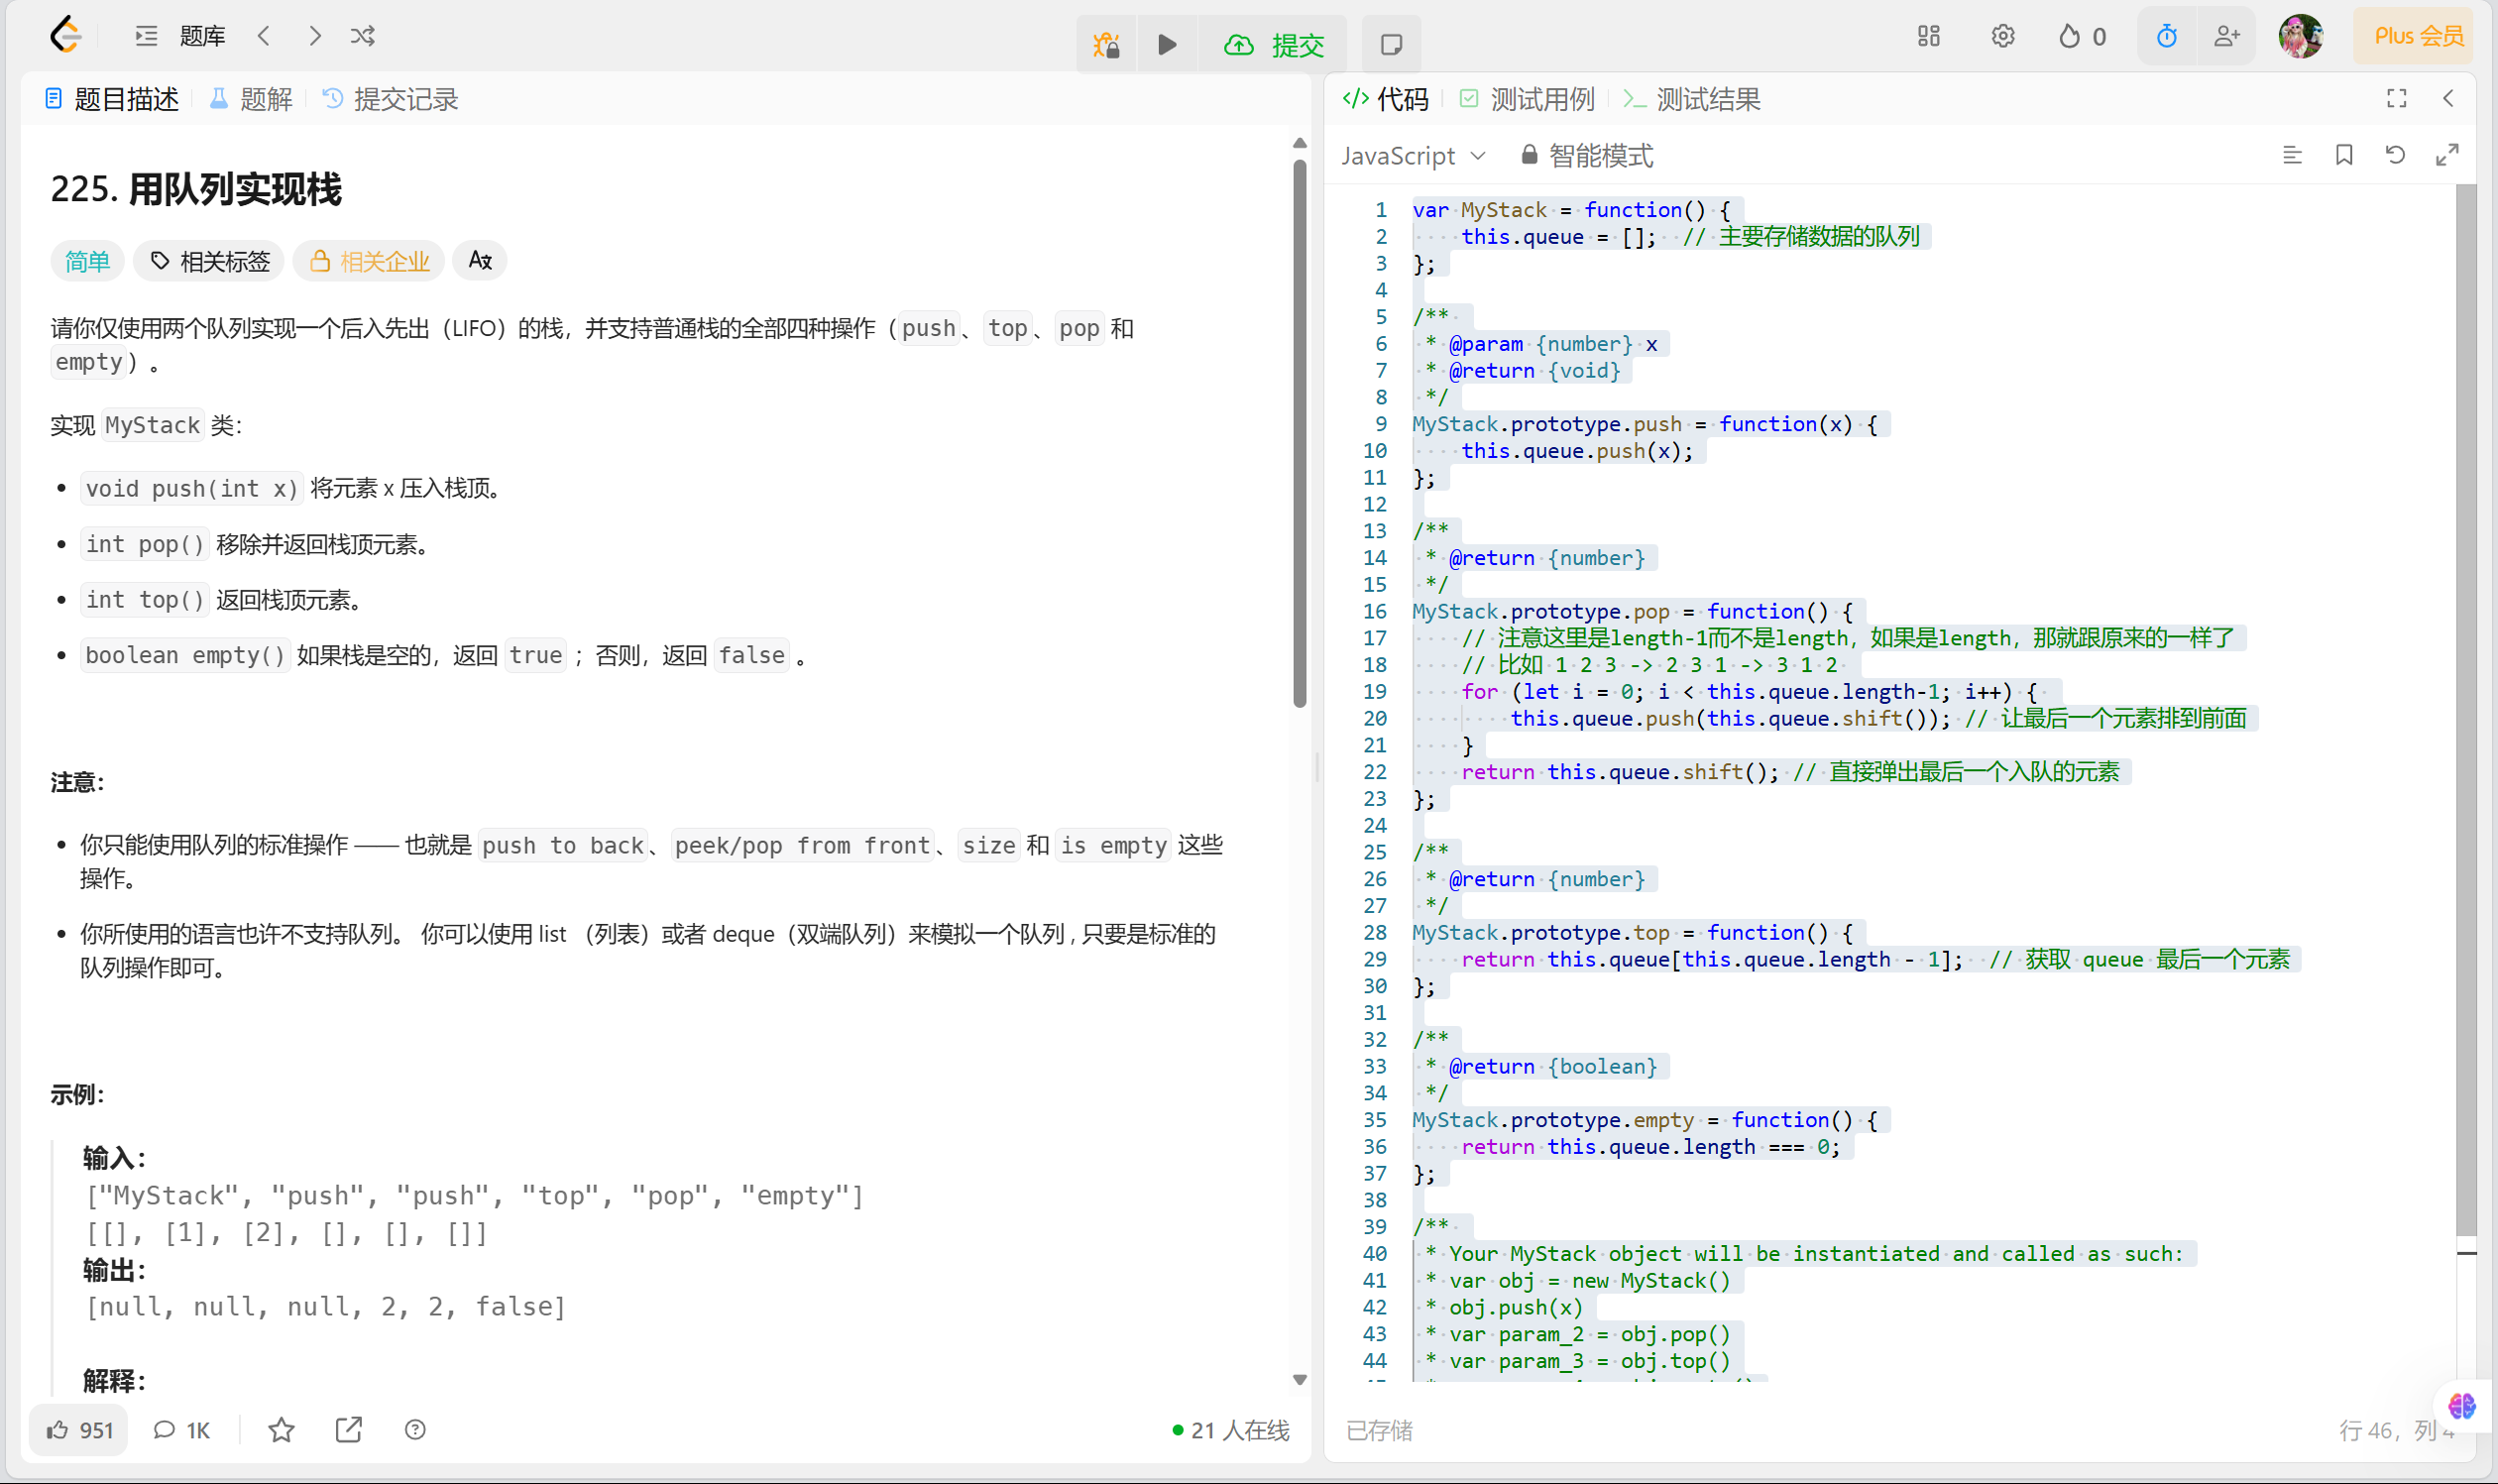 题库
提交
0
Plus 会员
题目描述
题解
提交记录
225. 用队列实现栈
简单
相关标签
相关企业
请你仅使用两个队列实现一个后入先出（LIFO）的栈，并支持普通栈的全部四种操作（push、top、pop 和
empty）。
实现 MyStack 类：
void push(int x) 将元素 x 压入栈顶。
int pop() 移除并返回栈顶元素。
int top() 返回栈顶元素。
boolean empty() 如果栈是空的，返回 true ；否则，返回 false 。
注意：
你只能使用队列的标准操作 —— 也就是 push to back、peek/pop from front、size 和 is empty 这些
操作。
你所使用的语言也许不支持队列。 你可以使用 list （列表）或者 deque（双端队列）来模拟一个队列 , 只要是标准的
队列操作即可。
示例：
输入：
["MyStack", "push", "push", "top", "pop", "empty"]
[[], [1], [2], [], [], []]
输出：
[null, null, null, 2, 2, false]
解释：
951
1K
21 人在线
代码
测试用例
测试结果
JavaScript
智能模式
1 var MyStack = function() {
2     this.queue = [];  // 主要存储数据的队列
3 };
4
5 /**
6  * @param {number} x
7  * @return {void}
8  */
9 MyStack.prototype.push = function(x) {
10     this.queue.push(x);
11 };
12
13 /**
14  * @return {number}
15  */
16 MyStack.prototype.pop = function() {
17     // 注意这里是length-1而不是length，如果是length，那就跟原来的一样了
18     // 比如 1 2 3 -> 2 3 1 -> 3 1 2
19     for (let i = 0; i < this.queue.length-1; i++) {
20         this.queue.push(this.queue.shift()); // 让最后一个元素排到前面
21     }
22     return this.queue.shift(); // 直接弹出最后一个入队的元素
23 };
24
25 /**
26  * @return {number}
27  */
28 MyStack.prototype.top = function() {
29     return this.queue[this.queue.length - 1];  // 获取 queue 最后一个元素
30 };
31
32 /**
33  * @return {boolean}
34  */
35 MyStack.prototype.empty = function() {
36     return this.queue.length === 0;
37 };
38
39 /**
40  * Your MyStack object will be instantiated and called as such:
41  * var obj = new MyStack()
42  * obj.push(x)
43  * var param_2 = obj.pop()
44  * var param_3 = obj.top()
已存储
行 46, 列 4